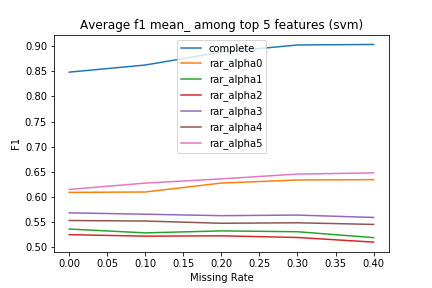 Average f1 mean_ among top 5 features (svm)
F1
0.90
0.85
0.80
0.75
0.70
0.65
0.60
0.55
0.50
complete
rar_alpha0
rar_alpha1
rar_alpha2
rar_alpha3
rar_alpha4
rar_alpha5
0.00 0.05 0.10 0.15 0.20 0.25 0.30 0.35 0.40
Missing Rate